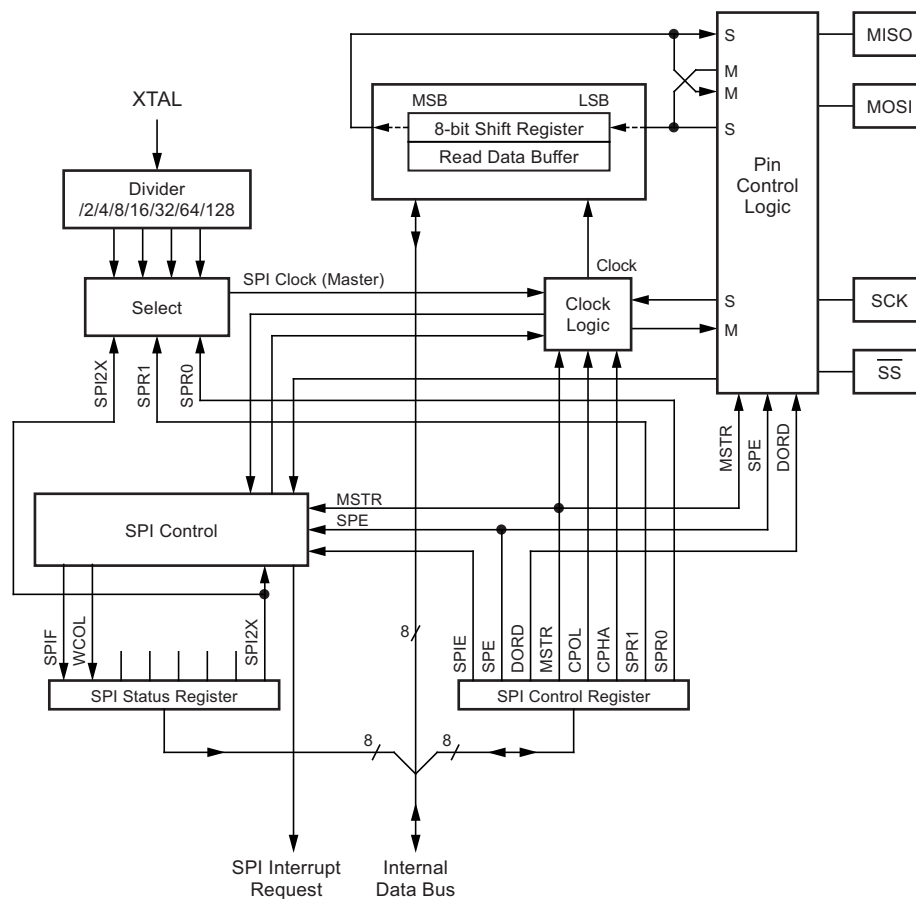 XTAL
Divider
/2/4/8/16/32/64/128
Select
SPI Clock (Master)
SPI2X
SPR1
SPR0
MSB
LSB
8-bit Shift Register
Read Data Buffer
Clock
Clock
Logic
S
M
M
S
S
M
Pin
Control
Logic
MISO
MOSI
SCK
SS
MSTR
SPE
DORD
SPI Control
MSTR
SPE
SPIF
WCOL
SPI2X
SPI Status Register
SPIE
SPE
DORD
MSTR
CPOL
CPHA
SPR1
SPR0
SPI Control Register
8
8
8
SPI Interrupt
Request
Internal
Data Bus